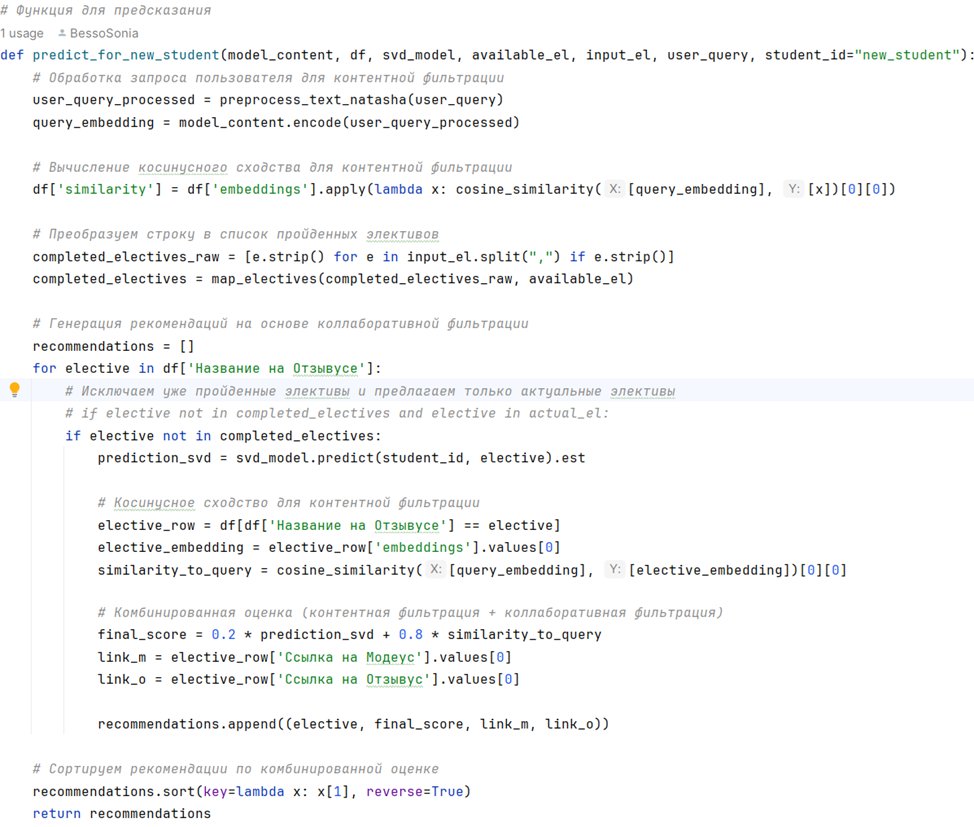 # Функция для предсказания
1 usage BessoSonia
def predict_for_new_student(model_content, df, svd_model, available_el, input_el, user_query, student_id="new_student"):
# Обработка запроса пользователя для контентной фильтрации
user_query_processed = preprocess_text_natasha(user_query)
query_embedding = model_content.encode(user_query_processed)
# Вычисление косинусного сходства для контентной фильтрации
df['similarity'] = df['embeddings'].apply(lambda x: cosine_similarity( X: [query_embedding], Y: [x])[0][0])
# Преобразуем строку в список пройденных элективов
completed_electives_raw = [e.strip() for e in input_el.split(",") if e.strip()]
completed_electives = map_electives(completed_electives_raw, available_el)
# Генерация рекомендаций на основе коллаборативной фильтрации
recommendations = []
for elective in df['Название на Отзывусе']:
# Исключаем уже пройденные элективы и предлагаем только актуальные элективы
# if elective not in completed_electives and elective in actual_el:
if elective not in completed_electives:
prediction_svd = svd_model.predict(student_id, elective).est
# Косинусное сходство для контентной фильтрации
elective_row = df[df['Название на Отзывусе'] == elective]
elective_embedding = elective_row['embeddings'].values[0]
similarity_to_query = cosine_similarity( X: [query_embedding], Y: [elective_embedding])[0][0]
# Комбинированная оценка (контентная фильтрация + коллаборативная фильтрация)
final_score = 0.2 * prediction_svd + 0.8 * similarity_to_query
link_m = elective_row['Ссылка на Модеус'].values[0]
link_o = elective_row['Ссылка на Отзывус'].values[0]
recommendations.append((elective, final_score, link_m, link_o))
# Сортируем рекомендации по комбинированной оценке
recommendations.sort(key=lambda x: x[1], reverse=True)
return recommendations